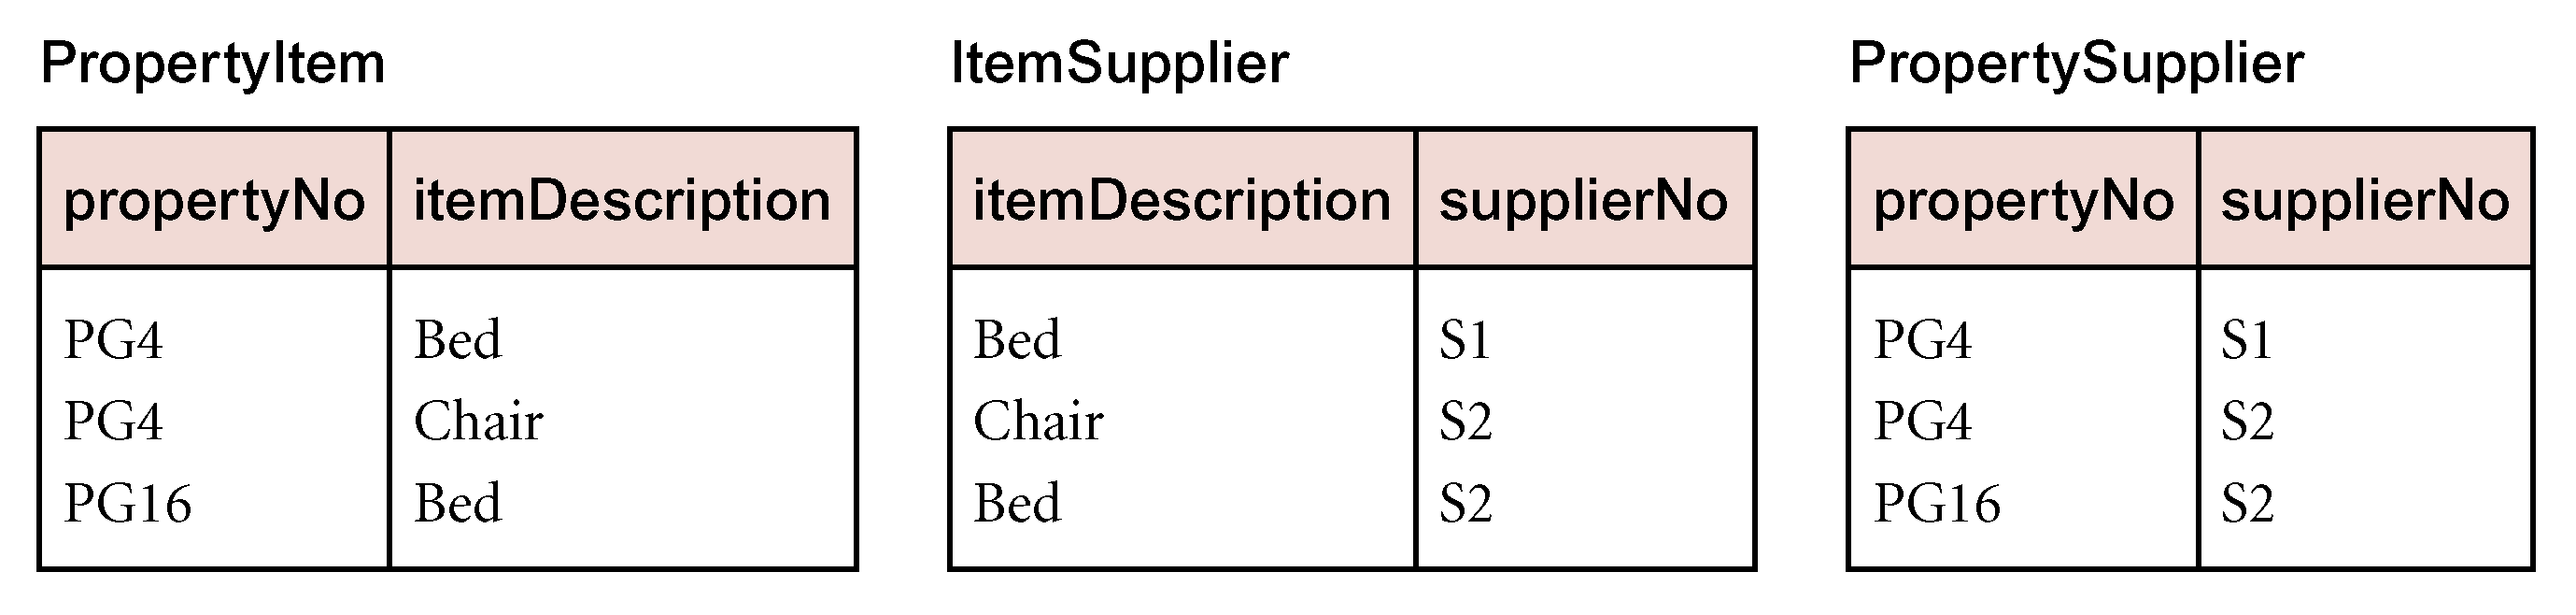 PropertyItem ItemSupplier PropertySupplier
propertyNo itemDescription itemDescription supplierNo propertyNo supplierNo
PG4 Bed Bed S1 PG4 S1
PG4 Chair Chair S2 PG4 S2
PG16 Bed Bed S2 PG16 S2